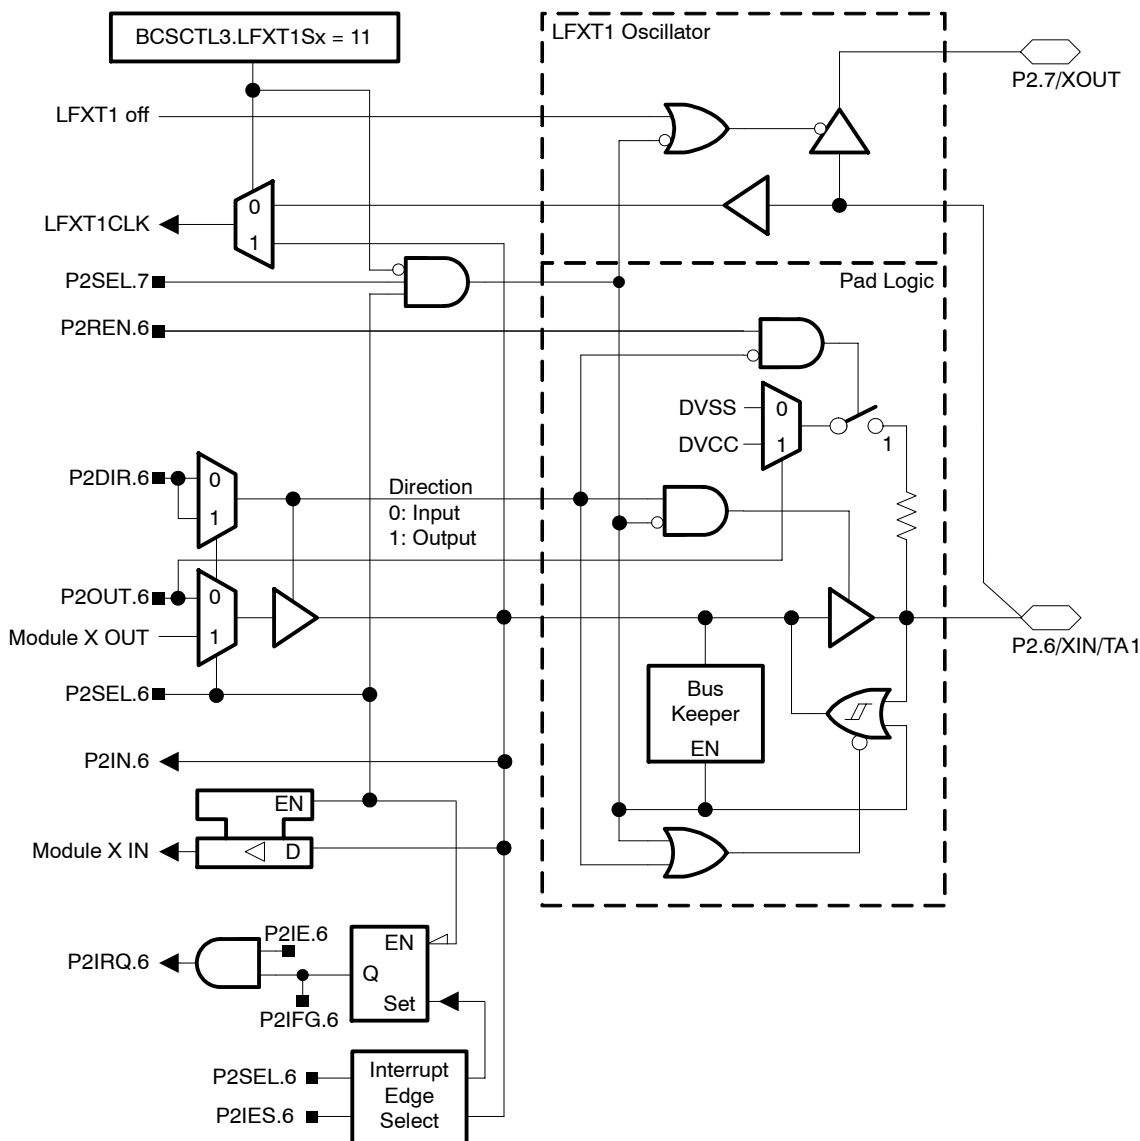 BCSCTL3.LFXT1Sx = 11
LFXT1 Oscillator
P2.7/XOUT
LFXT1 off
0
LFXT1CLK
1
P2SEL.7
Pad Logic
P2REN.6
DVSS
0
DVCC
1
1
P2DIR.6
0
1
Direction
0: Input
1: Output
P2OUT.6
0
Module X OUT
1
P2.6/XIN/TA1
P2SEL.6
Bus
Keeper
EN
P2IN.6
EN
Module X IN
D
P2IE.6
EN
P2IRQ.6
Q
Set
P2IFG.6
P2SEL.6
P2IES.6
Interrupt
Edge
Select